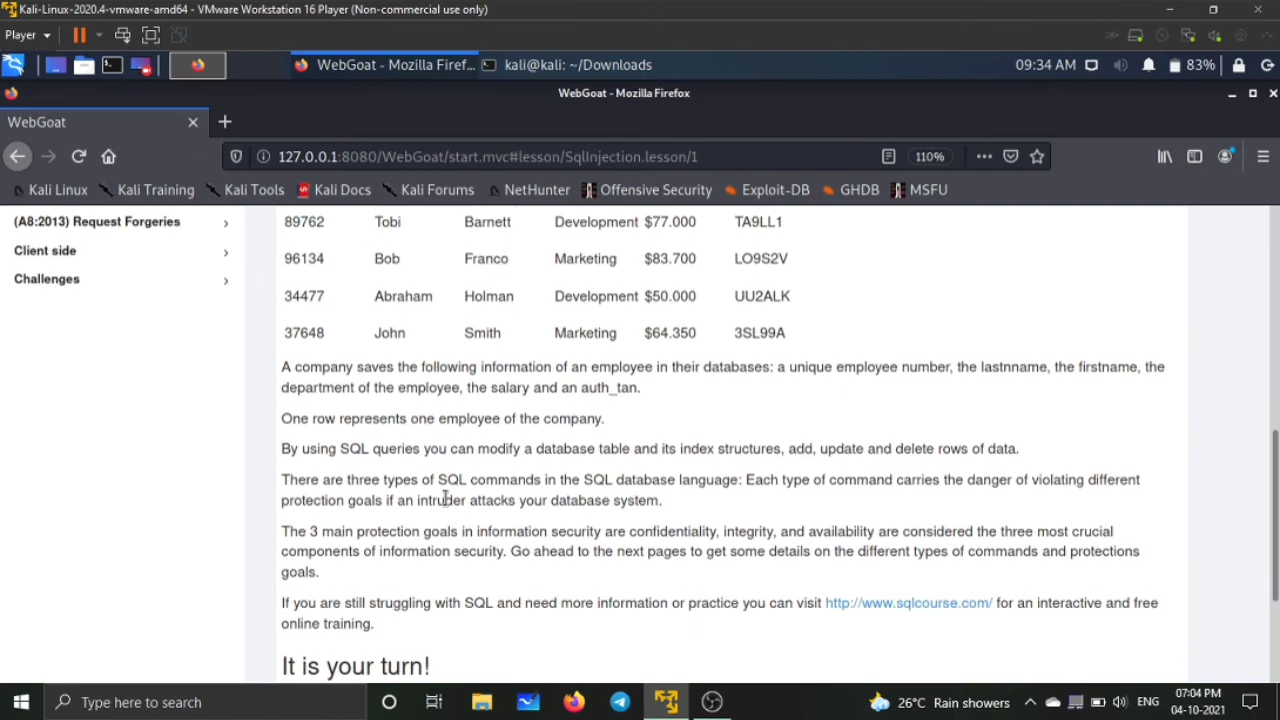 Kali-Linux-2020.4-vmware-amd64 - VMware Workstation 16 Player (Non-commercial use only)
Player
WebGoat - Mozilla Firef...
kali@kali: ~/Downloads
09:34 AM
83%
WebGoat - Mozilla Firefox
WebGoat
127.0.0.1:8080/WebGoat/start.mvc#lesson/SqlInjection.lesson/1
110%
Kali Linux
Kali Training
Kali Tools
Kali Docs
Kali Forums
NetHunter
Offensive Security
Exploit-DB
GHDB
MSFU
(A8:2013) Request Forgeries
Client side
Challenges
89762 Tobi Barnett Development $77.000 TA9LL1
96134 Bob Franco Marketing $83.700 LO9S2V
34477 Abraham Holman Development $50.000 UU2ALK
37648 John Smith Marketing $64.350 3SL99A
A company saves the following information of an employee in their databases: a unique employee number, the lastnname, the firstname, the
department of the employee, the salary and an auth_tan.
One row represents one employee of the company.
By using SQL queries you can modify a database table and its index structures, add, update and delete rows of data.
There are three types of SQL commands in the SQL database language: Each type of command carries the danger of violating different
protection goals if an intruder attacks your database system.
The 3 main protection goals in information security are confidentiality, integrity, and availability are considered the three most crucial
components of information security. Go ahead to the next pages to get some details on the different types of commands and protections
goals.
If you are still struggling with SQL and need more information or practice you can visit http://www.sqlcourse.com/ for an interactive and free
online training.
It is your turn!
Type here to search
26°C Rain showers
ENG
07:04 PM
04-10-2021